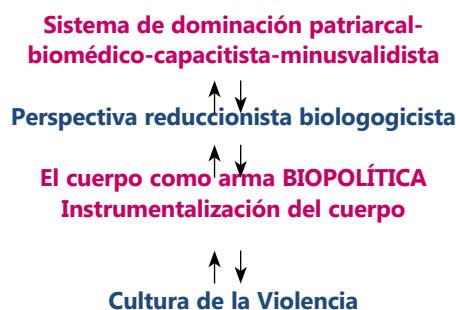 Sistema de dominación patriarcal-
biomédico-capacitista-minusvalidista
Perspectiva reduccionista biologogicista
El cuerpo como arma BIOPOLÍTICA
Instrumentalización del cuerpo
Cultura de la Violencia